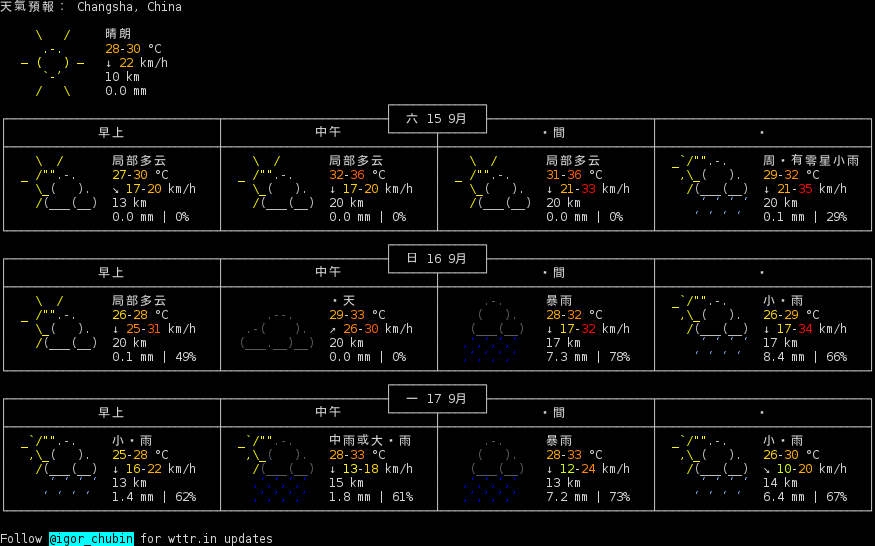 天氣預報： Changsha, China
晴朗
28-30 °C
↓ 22 km/h
10 km
0.0 mm
六 15 9月
早上 中午 ・間 ・
局部多云 局部多云 局部多云 周・有零星小雨
27-30 °C 32-36 °C 31-36 °C 29-32 °C
↘ 17-20 km/h ↓ 17-20 km/h ↓ 21-33 km/h ↓ 21-35 km/h
13 km 20 km 20 km 20 km
0.0 mm | 0% 0.0 mm | 0% 0.0 mm | 0% 0.1 mm | 29%
日 16 9月
早上 中午 ・間 ・
局部多云 ・天 暴雨 小・雨
26-28 °C 29-33 °C 28-32 °C 26-29 °C
↓ 25-31 km/h ↗ 26-30 km/h ↓ 17-32 km/h ↓ 17-34 km/h
20 km 20 km 17 km 17 km
0.1 mm | 49% 0.0 mm | 0% 7.3 mm | 78% 8.4 mm | 66%
一 17 9月
早上 中午 ・間 ・
小・雨 中雨或大・雨 暴雨 小・雨
25-28 °C 28-33 °C 28-33 °C 26-30 °C
↓ 16-22 km/h ↓ 13-18 km/h ↓ 12-24 km/h ↘ 10-20 km/h
13 km 15 km 13 km 14 km
1.4 mm | 62% 1.8 mm | 61% 7.2 mm | 73% 6.4 mm | 67%
Follow @igor_chubin for wttr.in updates